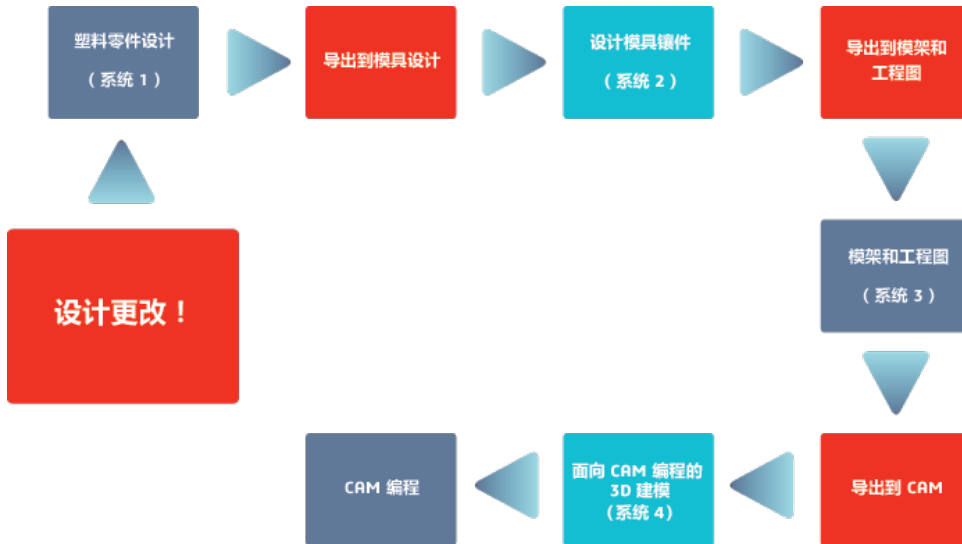 塑料零件设计
（系统 1）
导出到模具设计
设计模具镶件
（系统 2）
导出到模架和
工程图
模架和工程图
（系统 3）
导出到 CAM
面向 CAM 编程的
3D 建模
（系统 4）
CAM 编程
设计更改！